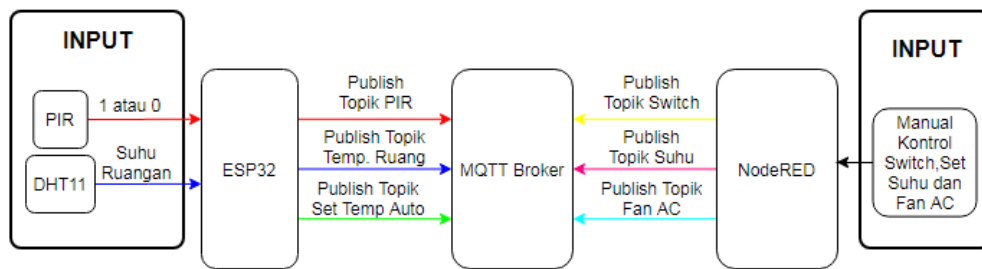 INPUT
PIR
1 atau 0
DHT11
Suhu
Ruangan
ESP32
Publish
Topik PIR
Publish Topik
Temp. Ruang
Publish Topik
Set Temp Auto
MQTT Broker
Publish
Topik Switch
Publish
Topik Suhu
Publish Topik
Fan AC
NodeRED
INPUT
Manual
Kontrol
Switch,Set
Suhu dan
Fan AC